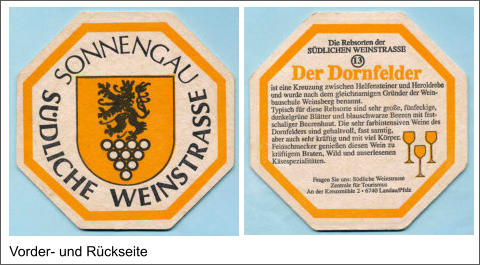 SONNENGAU
SÜDLICHE WEINSTRASSE
Die Rebsorten der
SÜDLICHEN WEINSTRASSE
13
Der Dornfelder
ist eine Kreuzung zwischen Helfensteiner und Heroldrebe
und wurde nach dem gleichnamigen Gründer der Wein-
bauschule Weinsberg benannt.
Typisch für diese Rebsorte sind sehr große, fünfeckige,
dunkelgrüne Blätter und blauschwarze Beeren mit fest-
schaliger Beerenhaut. Die sehr farbintensiven Weine des
Dornfelders sind gehaltvoll, fast samtig,
aber auch sehr kräftig und mit viel Körper.
Feinschmecker genießen diesen Wein zu
kräftigem Braten, Wild und auserlesenen
Käsespezialitäten.
Fragen Sie uns: Südliche Weinstrasse
Zentrale für Tourismus
An der Kreuzmühle 2 · 6740 Landau/Pfalz
Vorder- und Rückseite